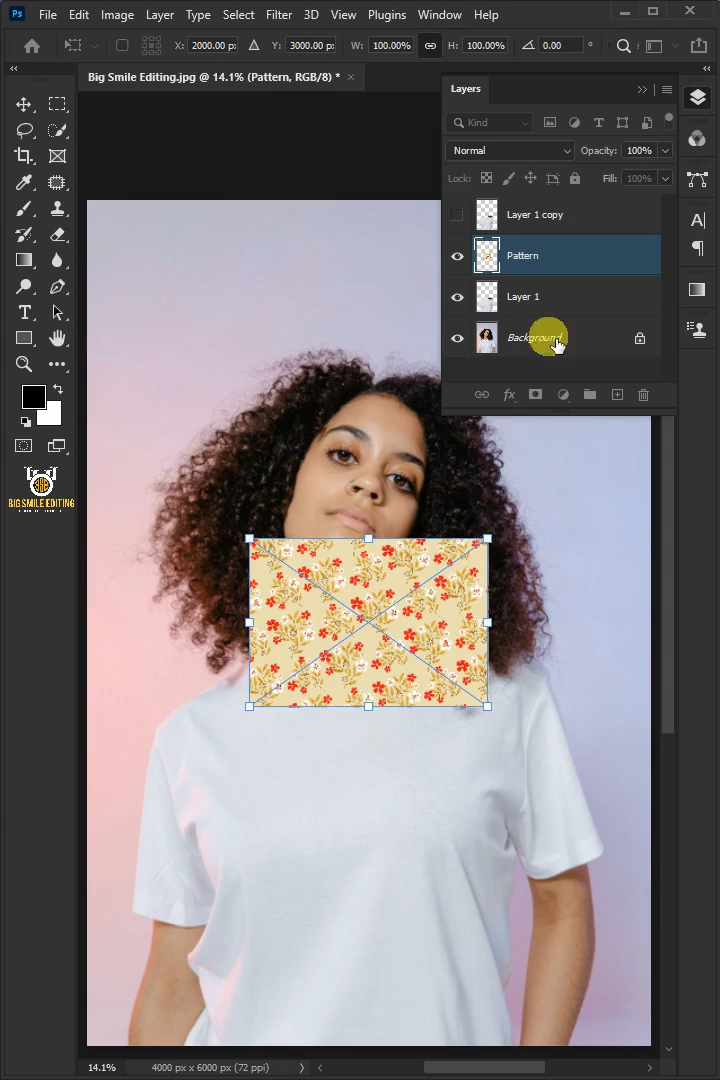 Ps File Edit Image Layer Type Select Filter 3D View Plugins Window Help
X: 2000.00 p: Y: 3000.00 p: W: 100.00% H: 100.00% 0.00 °
Big Smile Editing.jpg @ 14.1% (Pattern, RGB/8) *
Layers
Kind
Normal Opacity: 100%
Lock: Fill: 100%
Layer 1 copy
Pattern
Layer 1
Background
fx
BIG SMILE EDITING
14.1% 4000 px x 6000 px (72 ppi)